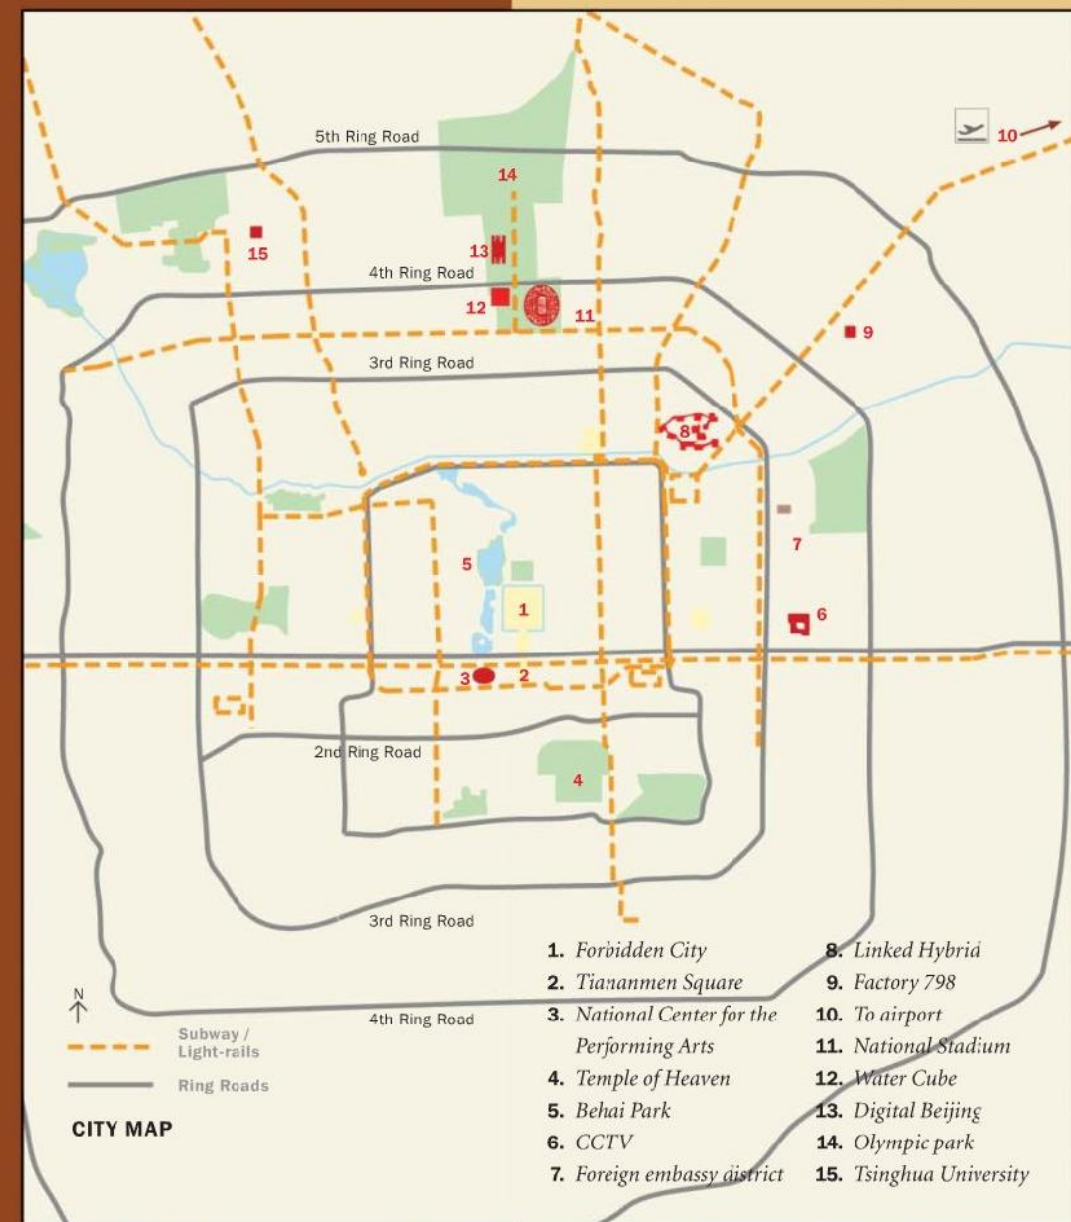 5th Ring Road
10
14
15
13
4th Ring Road
12
11
9
3rd Ring Road
8
7
5
1
6
3
2
2nd Ring Road
4
3rd Ring Road
4th Ring Road
N
Subway /
Light-rails
Ring Roads
CITY MAP
1. Forbidden City
2. Tiananmen Square
3. National Center for the
Performing Arts
4. Temple of Heaven
5. Behai Park
6. CCTV
7. Foreign embassy district
8. Linked Hybrid
9. Factory 798
10. To airport
11. National Stadium
12. Water Cube
13. Digital Beijing
14. Olympic park
15. Tsinghua University